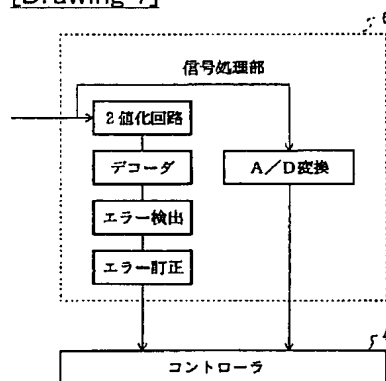 [Drawing 7]
6
信号処理部
2値化回路
デコーダ
A/D変換
エラー検出
エラー訂正
4
コントローラ